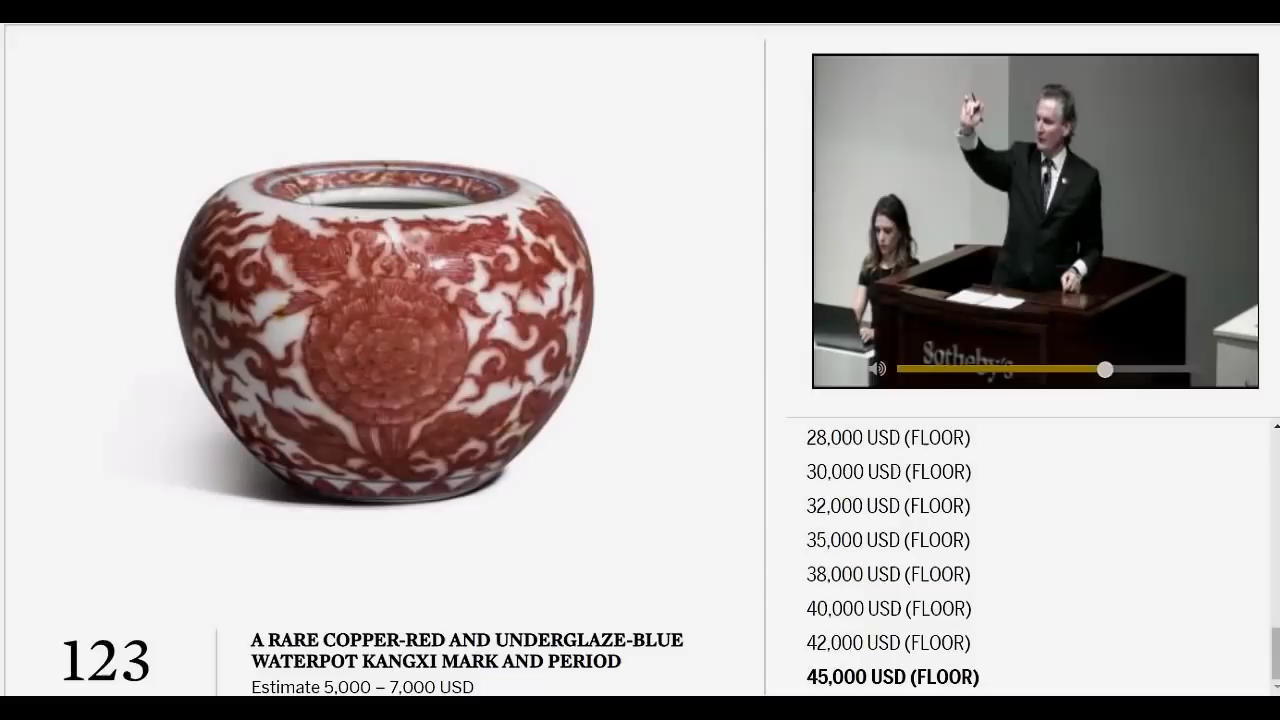 123
A RARE COPPER-RED AND UNDERGLAZE-BLUE
WATERPOT KANGXI MARK AND PERIOD
Estimate 5,000 – 7,000 USD
Sotheby's
28,000 USD (FLOOR)
30,000 USD (FLOOR)
32,000 USD (FLOOR)
35,000 USD (FLOOR)
38,000 USD (FLOOR)
40,000 USD (FLOOR)
42,000 USD (FLOOR)
45,000 USD (FLOOR)